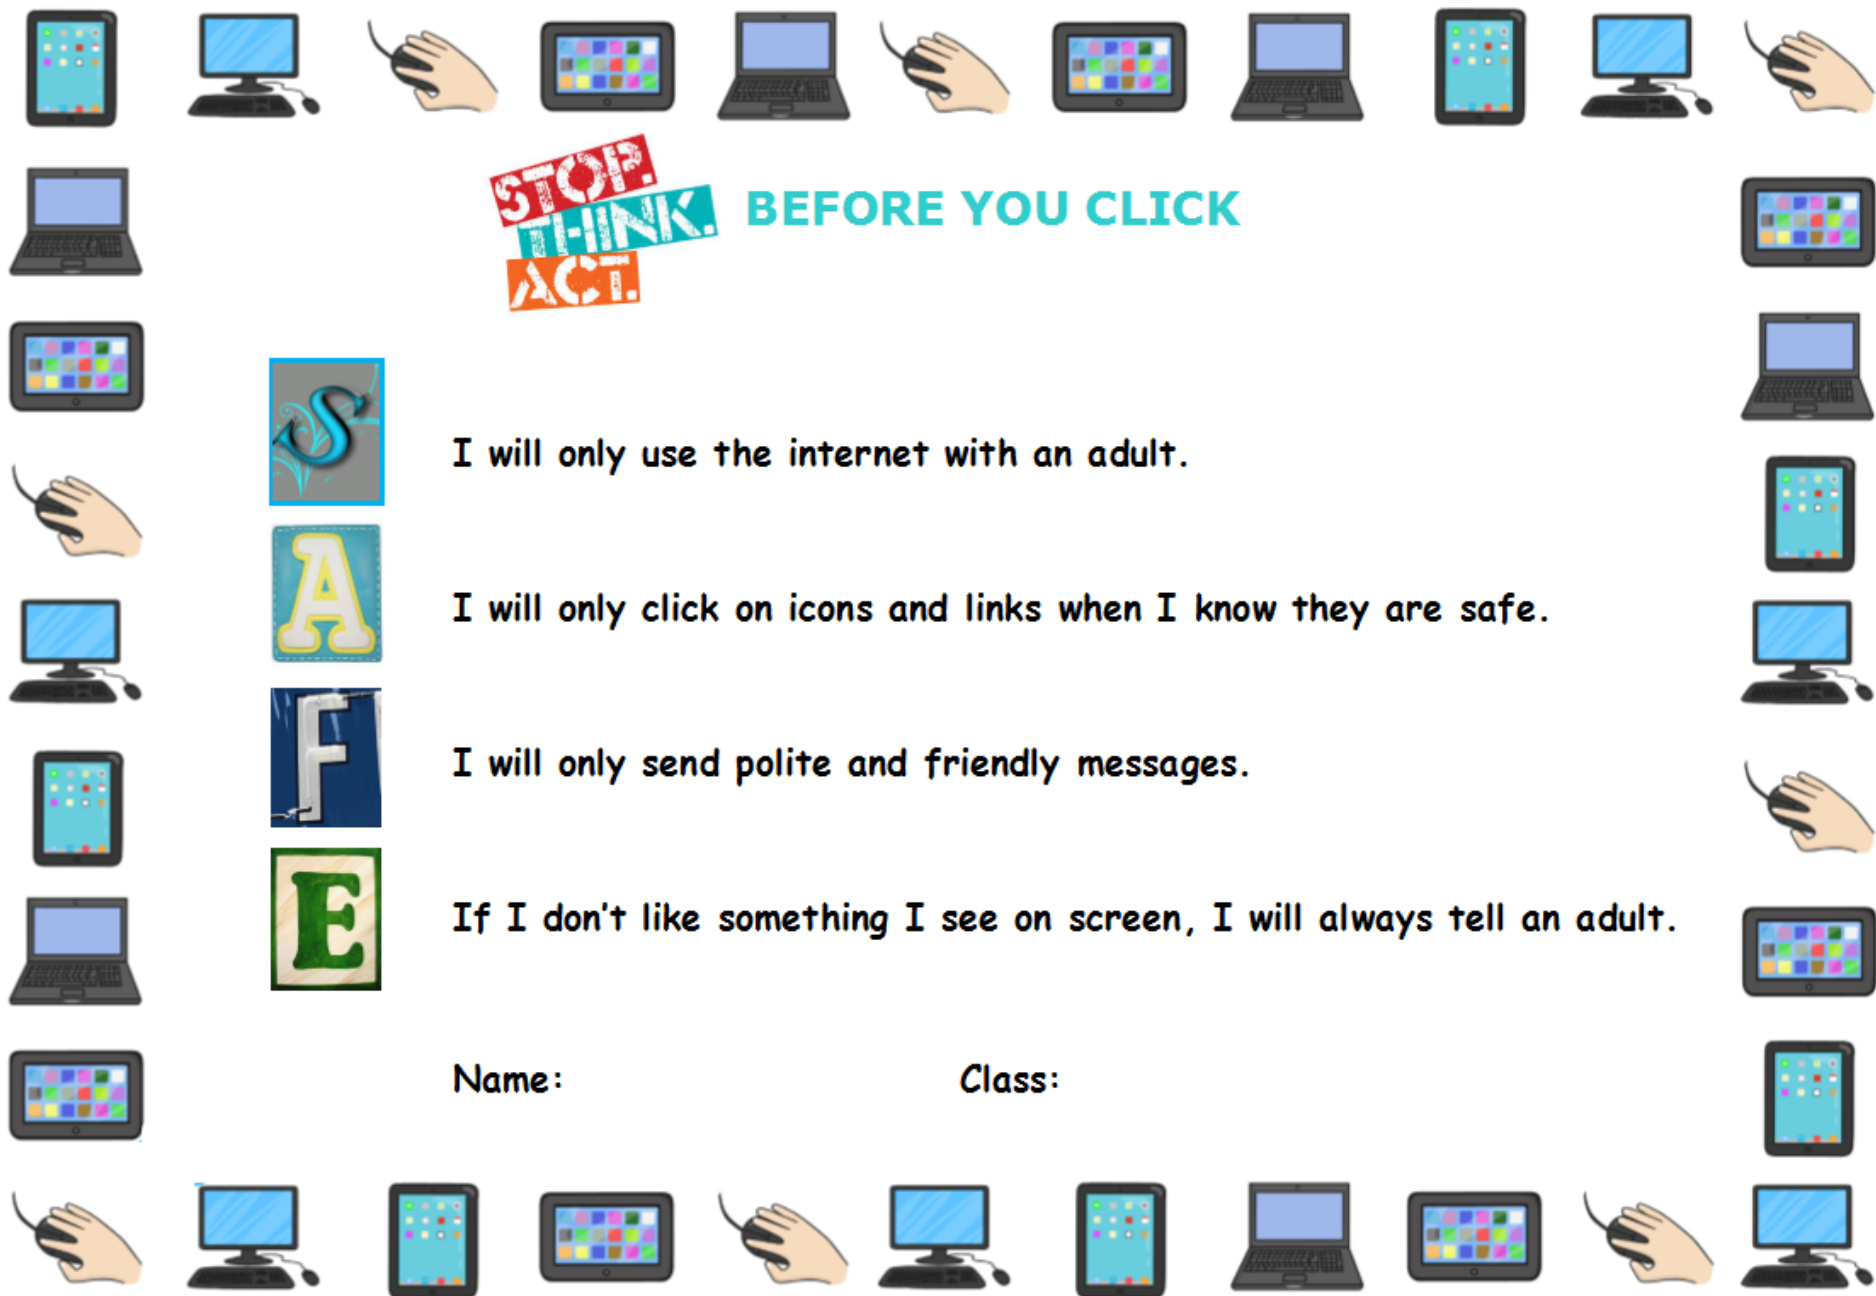 STOP.
THINK.
ACT.
BEFORE YOU CLICK
S
I will only use the internet with an adult.
A
I will only click on icons and links when I know they are safe.
F
I will only send polite and friendly messages.
E
If I don't like something I see on screen, I will always tell an adult.
Name: Class: